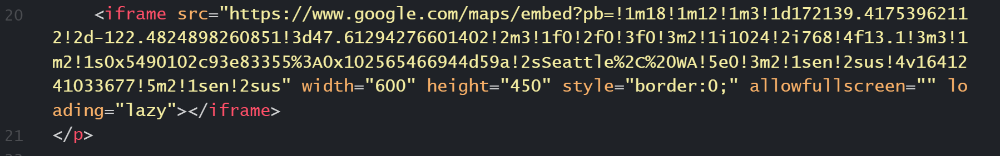 20 <iframe src="https://www.google.com/maps/embed?pb=!1m18!1m12!1m3!1d172139.4175396211
2!2d-122.4824898260851!3d47.61294276601402!2m3!1f0!2f0!3f0!3m2!1i1024!2i768!4f13.1!3m3!1
m2!1s0x5490102c93e83355%3A0x102565466944d59a!2sSeattle%2C%20WA!5e0!3m2!1sen!2sus!4v16412
41033677!5m2!1sen!2sus" width="600" height="450" style="border:0;" allowfullscreen="" lo
ading="lazy"></iframe>
21 </p>